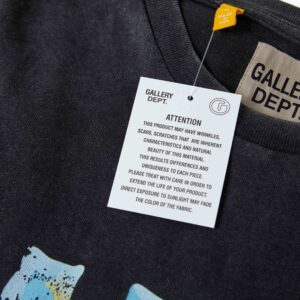 GALLERY
DEPT.
G
GALLERY
DEPT.
ATTENTION
THIS PRODUCT MAY HAVE WRINKLES,
SCARS, SCRATCHES THAT ARE INHERENT
CHARACTERISTICS AND NATURAL
BEAUTY OF THIS MATERIAL.
THIS RESULTS DIFFERENCES AND
UNIQUENESS TO EACH PIECE.
PLEASE TREAT WITH CARE IN ORDER TO
EXTEND THE LIFE OF YOUR PRODUCT.
DIRECT EXPOSURE TO SUNLIGHT MAY FADE
THE COLOR OF THE FABRIC.